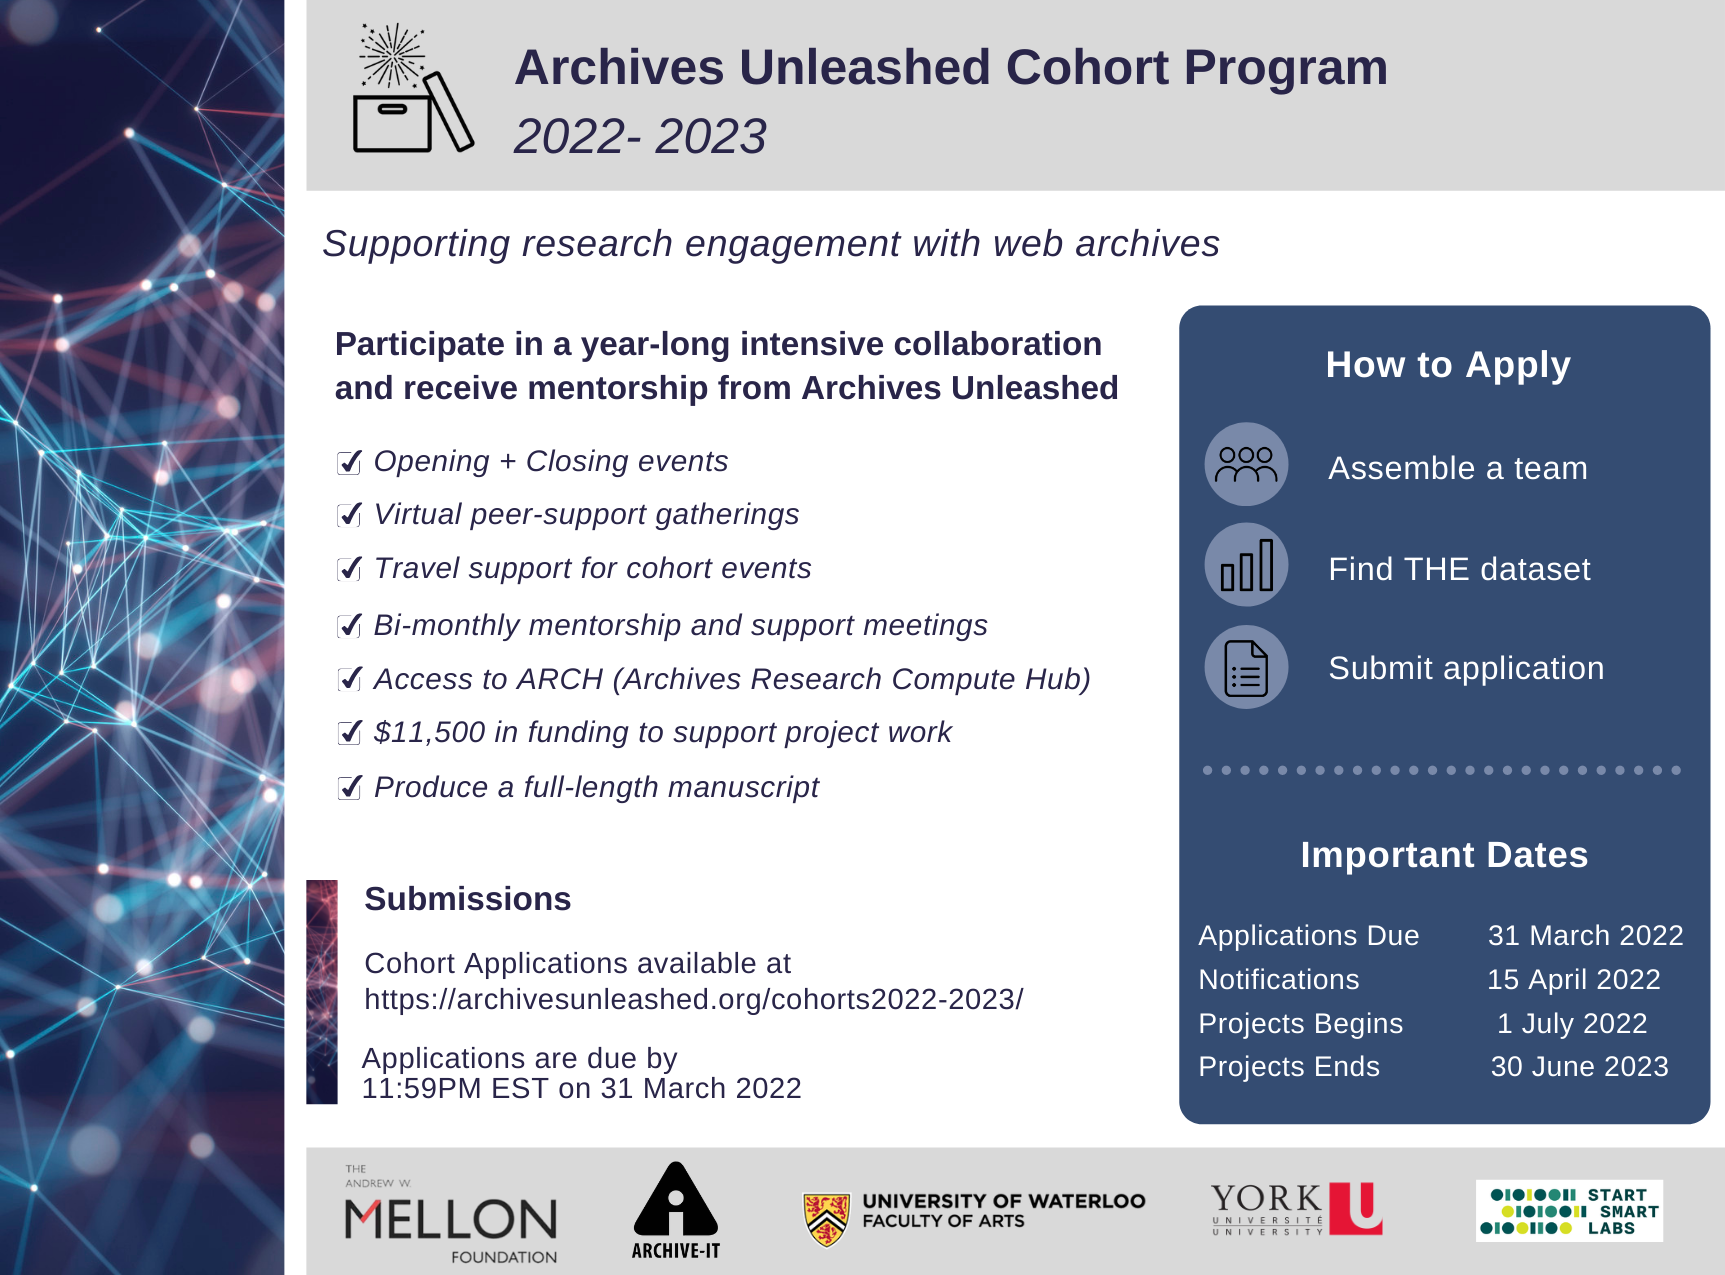 Archives Unleashed Cohort Program
2022- 2023
Supporting research engagement with web archives
Participate in a year-long intensive collaboration
and receive mentorship from Archives Unleashed
Opening + Closing events
Virtual peer-support gatherings
Travel support for cohort events
Bi-monthly mentorship and support meetings
Access to ARCH (Archives Research Compute Hub)
$11,500 in funding to support project work
Produce a full-length manuscript
Submissions
Cohort Applications available at
https://archivesunleashed.org/cohorts2022-2023/
Applications are due by
11:59PM EST on 31 March 2022
How to Apply
Assemble a team
Find THE dataset
Submit application
Important Dates
Applications Due 31 March 2022
Notifications 15 April 2022
Projects Begins 1 July 2022
Projects Ends 30 June 2023
THE
ANDREW W.
MELLON
FOUNDATION
ARCHIVE-IT
UNIVERSITY OF WATERLOO
FACULTY OF ARTS
YORK U
UNIVERSITÉ
UNIVERSITY
START
SMART
LABS